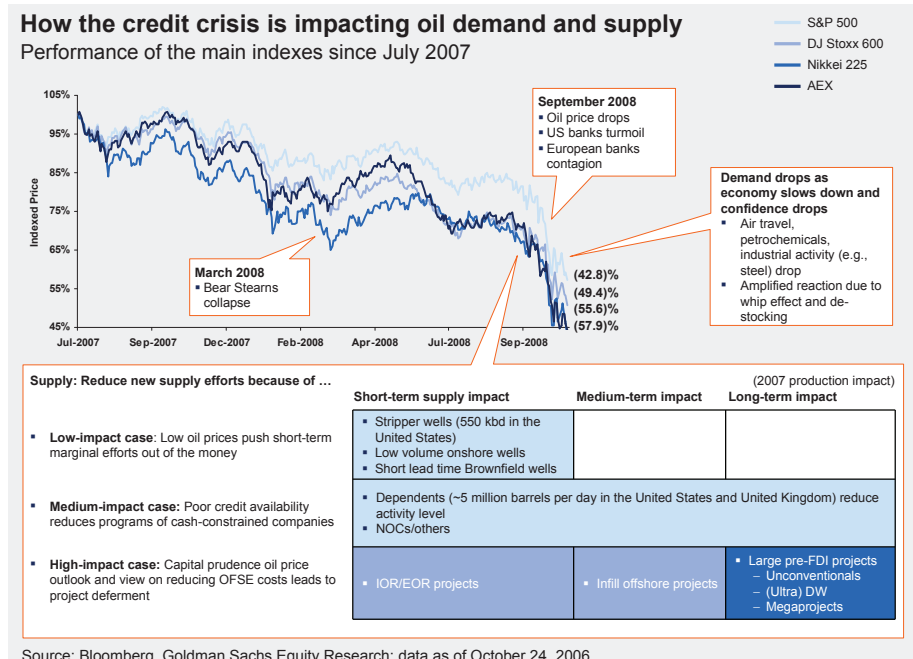 How the credit crisis is impacting oil demand and supply
Performance of the main indexes since July 2007
S&P 500
DJ Stoxx 600
Nikkei 225
AEX
Indexed Price
105%
95%
85%
75%
65%
55%
45%
Jul-2007
Sep-2007
Dec-2007
Feb-2008
Apr-2008
Jul-2008
Sep-2008
March 2008
▪ Bear Stearns
collapse
September 2008
▪ Oil price drops
▪ US banks turmoil
▪ European banks
contagion
(42.8)%
(49.4)%
(55.6)%
(57.9)%
Demand drops as
economy slows down and
confidence drops
▪ Air travel,
petrochemicals,
industrial activity (e.g.,
steel) drop
▪ Amplified reaction due to
whip effect and de-
stocking
Supply: Reduce new supply efforts because of …
(2007 production impact)
Short-term supply impact
Medium-term impact
Long-term impact
▪ Low-impact case: Low oil prices push short-term
marginal efforts out of the money
▪ Stripper wells (550 kbd in the
United States)
▪ Low volume onshore wells
▪ Short lead time Brownfield wells
▪ Medium-impact case: Poor credit availability
reduces programs of cash-constrained companies
▪ Dependents (~5 million barrels per day in the United States and United Kingdom) reduce
activity level
▪ NOCs/others
▪ High-impact case: Capital prudence oil price
outlook and view on reducing OFSE costs leads to
project deferment
▪ IOR/EOR projects
▪ Infill offshore projects
▪ Large pre-FDI projects
– Unconventionals
– (Ultra) DW
– Megaprojects
Source: Bloomberg, Goldman Sachs Equity Research; data as of October 24, 2006